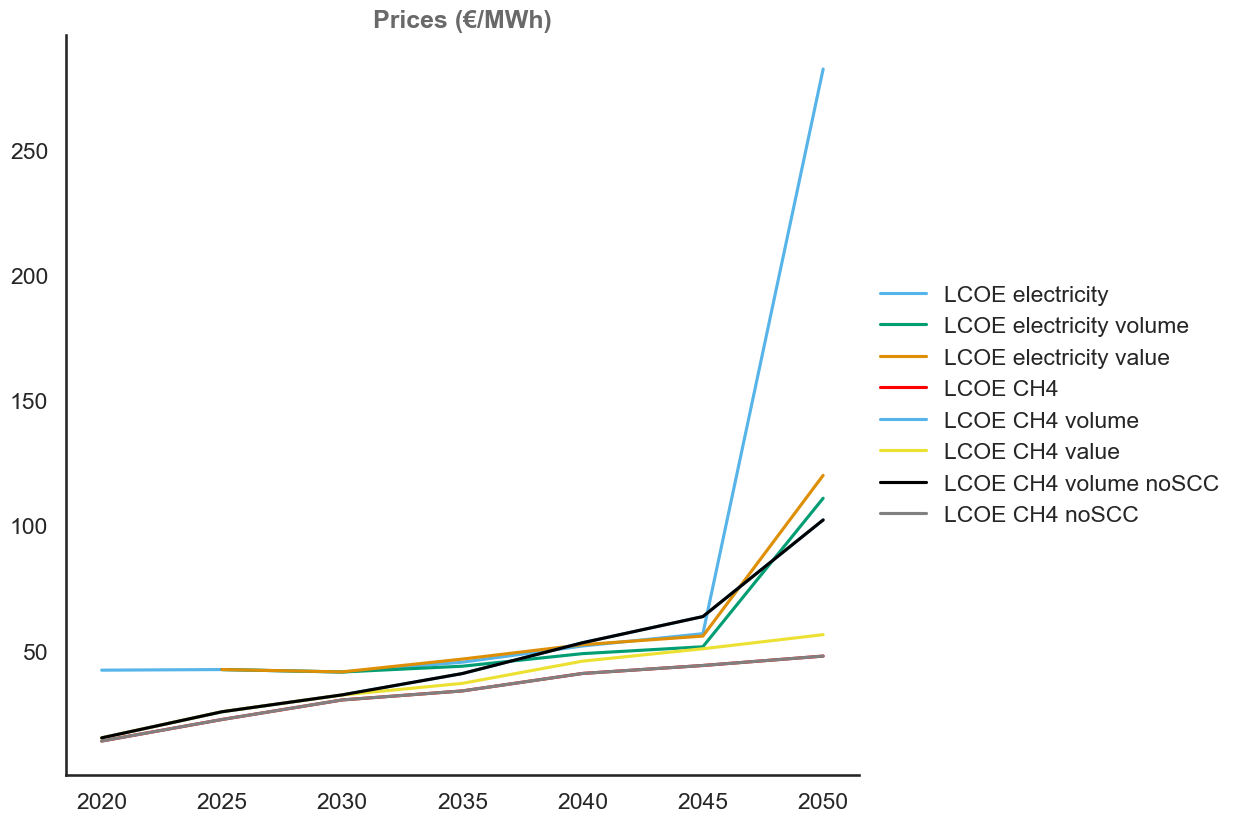 Prices (€/MWh)
250
200
150
100
50
2020 2025 2030 2035 2040 2045 2050
LCOE electricity
LCOE electricity volume
LCOE electricity value
LCOE CH4
LCOE CH4 volume
LCOE CH4 value
LCOE CH4 volume noSCC
LCOE CH4 noSCC